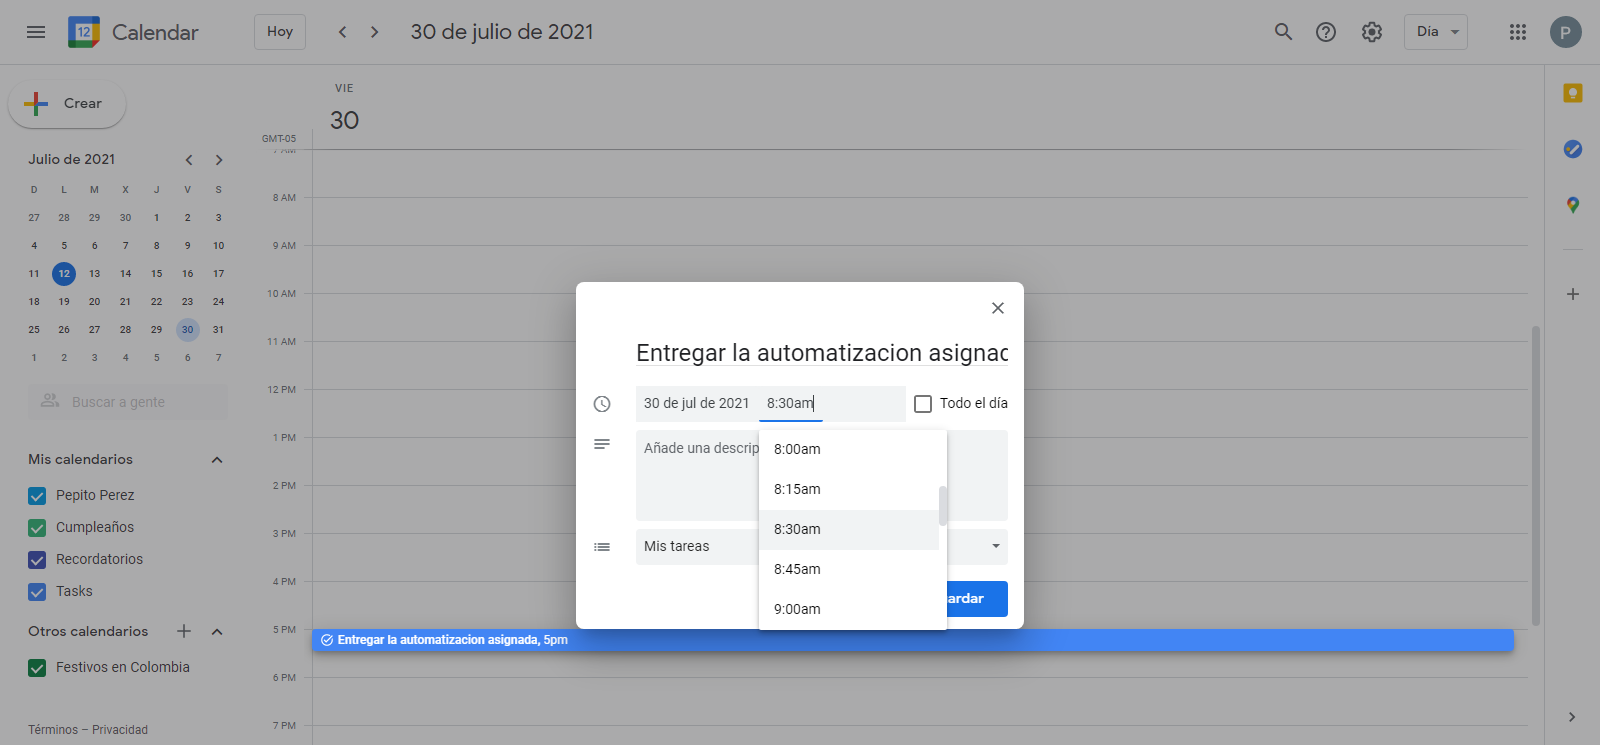 12 Calendar Hoy 30 de julio de 2021 Día P
Crear
VIE
30
GMT-05
Julio de 2021
D L M X J V S
27 28 29 30 1 2 3
4 5 6 7 8 9 10
11 12 13 14 15 16 17
18 19 20 21 22 23 24
25 26 27 28 29 30 31
1 2 3 4 5 6 7
Buscar a gente
Mis calendarios
Pepito Perez
Cumpleaños
Recordatorios
Tasks
Otros calendarios
Festivos en Colombia
Términos – Privacidad
7 AM
8 AM
9 AM
10 AM
11 AM
12 PM
1 PM
2 PM
3 PM
4 PM
5 PM
6 PM
7 PM
Entregar la automatizacion asignad
30 de jul de 2021 8:30am Todo el día
Añade una descrip
8:00am
8:15am
8:30am
8:45am
9:00am
Mis tareas
ardar
Entregar la automatizacion asignada, 5pm